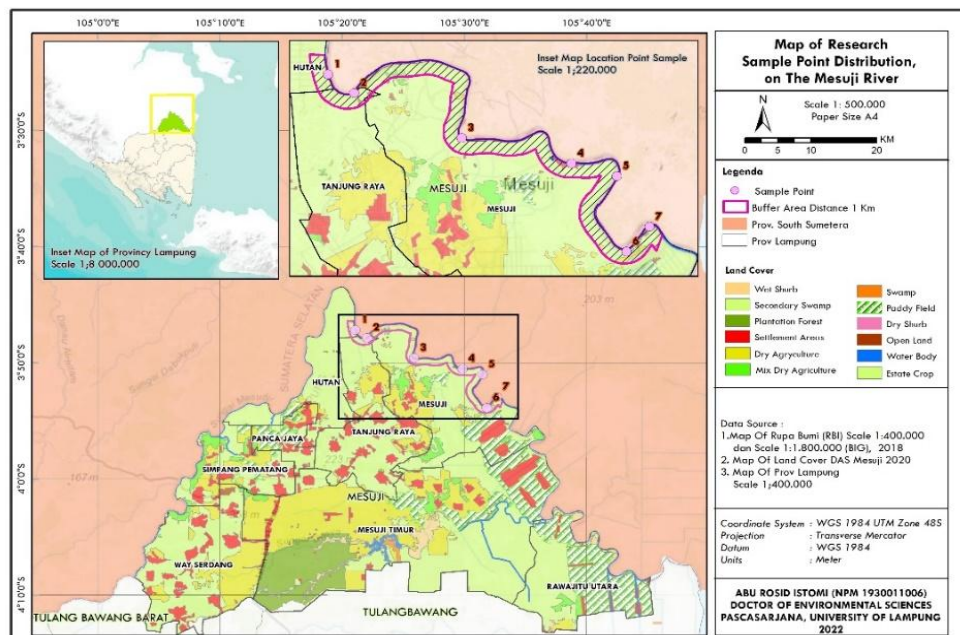 105°0'0"E
105°10'0"E
105°20'0"E
105°30'0"E
105°40'0"E
3°30'0"S
3°40'0"S
3°50'0"S
4°0'0"S
4°10'0"S
Inset Map of Provincy Lampung
Scale 1;8 000.000
Inset Map Location Point Sample
Scale 1;220.000
HUTAN
1
2
3
4
5
6
7
TANJUNG RAYA
MESUJI
Mesuji
MESUJI
203 m
SUMATERA SELATAN
1
2
3
4
5
6
7
HUTAN
MESUJI
PANCA JAYA
TANJUNG RAYA
SIMPANG PEMATANG
167 m
223 m
MESUJI
MESUJI TIMUR
WAY SERDANG
RAWAJITU UTARA
TULANG BAWANG BARAT
TULANGBAWANG
Map of Research
Sample Point Distribution,
on The Mesuji River
N
Scale 1: 500.000
Paper Size A4
KM
0
5
10
20
Legenda
Sample Point
Buffer Area Distance 1 Km
Prov. South Sumetera
Prov Lampung
Land Cover
Wet Shurb
Secondary Swamp
Plantation Forest
Settlement Areas
Dry Agryculture
Mix Dry Agriculture
Swamp
Paddy Field
Dry Shurb
Open Land
Water Body
Estate Crop
Data Source :
1.Map Of Rupa Bumi (RBI) Scale 1:400.000
dan Scale 1:1.800.000 (BIG), 2018
2. Map Of Land Cover DAS Mesuji 2020
3. Map Of Prov Lampung
Scale 1;400.000
Coordinate System : WGS 1984 UTM Zone 48S
Projection : Transverse Mercator
Datum : WGS 1984
Units : Meter
ABU ROSID ISTOMI (NPM 1930011006)
DOCTOR OF ENVIRONMENTAL SCIENCES
PASCASARJANA, UNIVERSITY OF LAMPUNG
2022